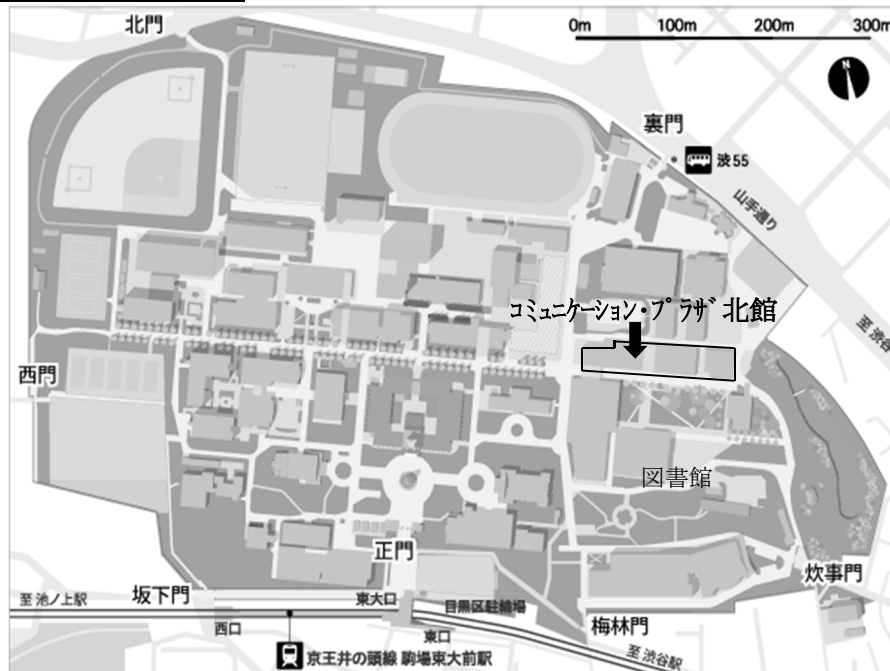 北門
0m 100m 200m 300m
N
裏門
渋55
山手通り
コミュニケーション・プラザ 北館
至 渋谷
西門
図書館
正門
炊事門
坂下門
至 池ノ上駅
東大口
目黒区駐輪場
梅林門
西口
東口
至 渋谷駅
京王井の頭線 駒場東大前駅